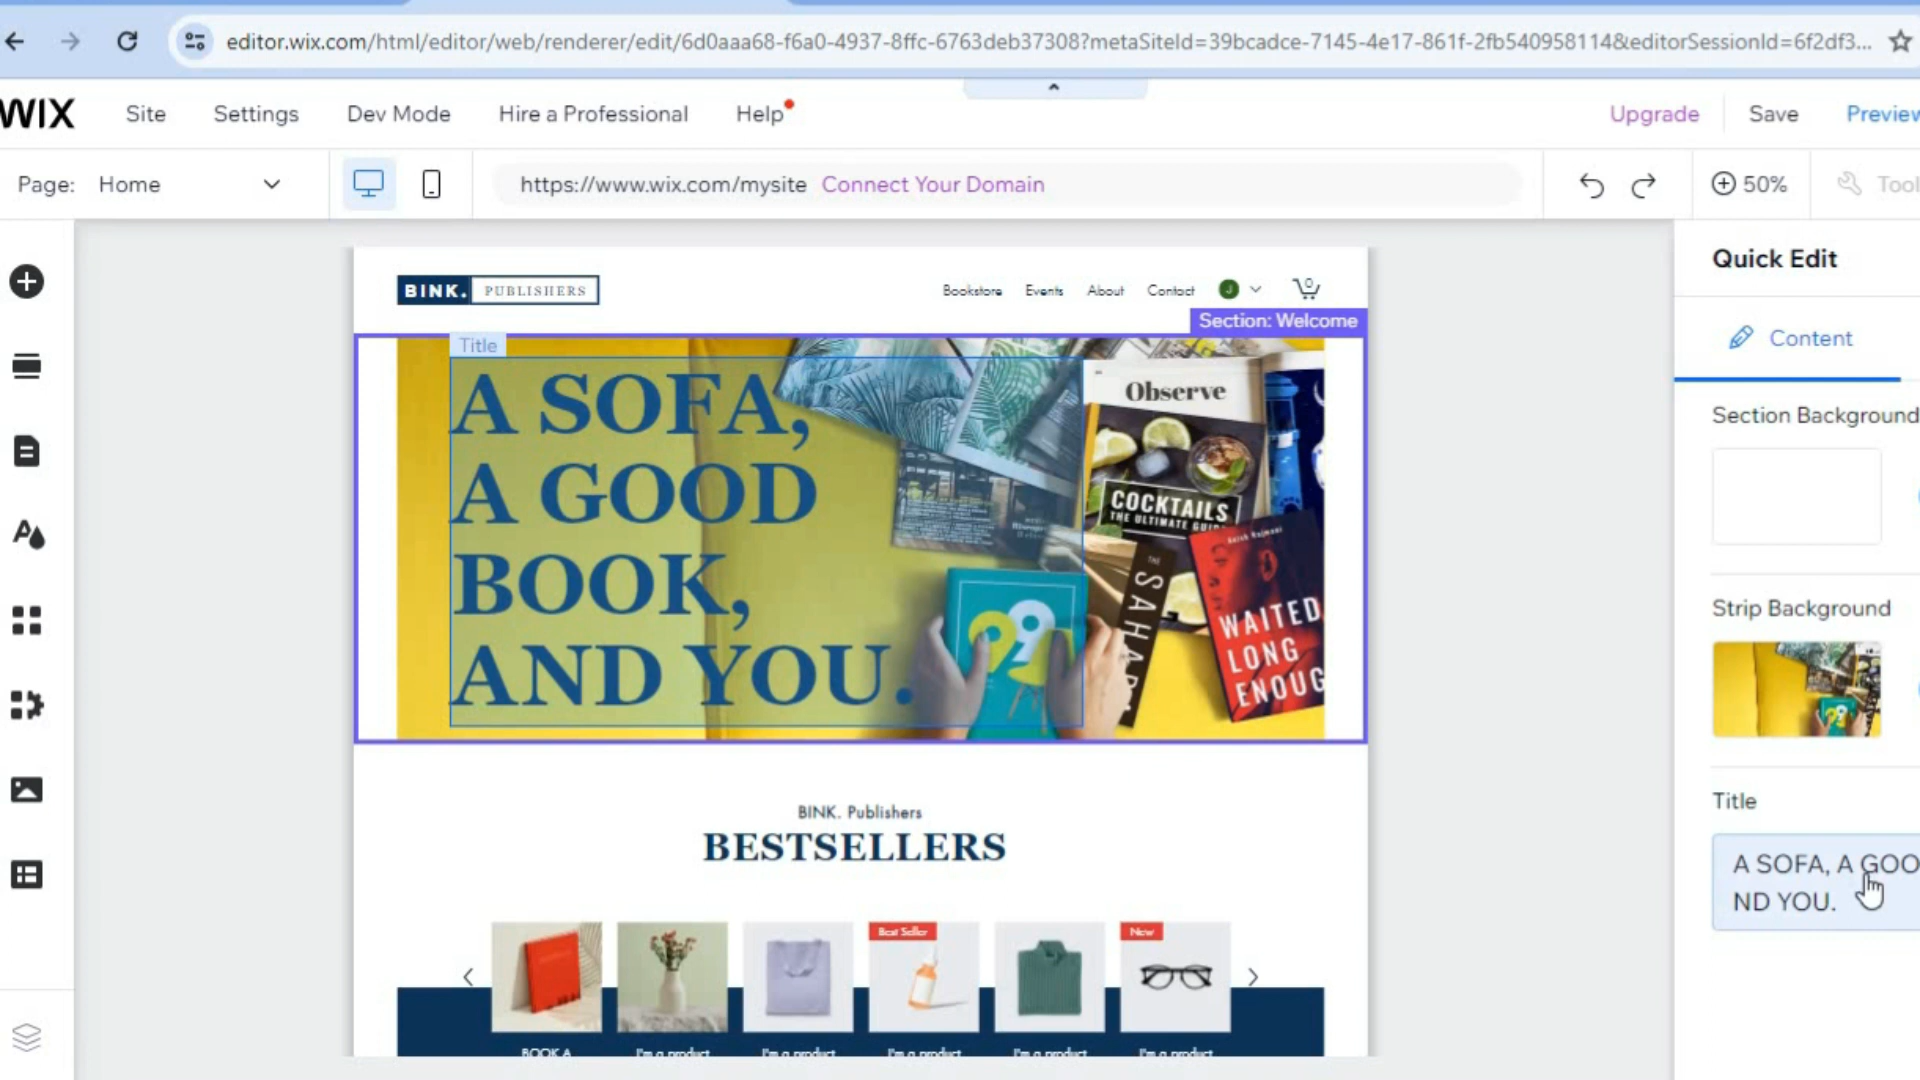 editor.wix.com/html/editor/web/renderer/edit/6d0aaa68-f6a0-4937-8ffc-6763deb37308?metaSiteId=39bcadce-7145-4e17-861f-2fb540958114&editorSessionId=6f2df3...
WIX Site Settings Dev Mode Hire a Professional Help Upgrade Save Preview
Page: Home https://www.wix.com/mysite Connect Your Domain 50% Tool
Quick Edit
BINK. PUBLISHERS Bookstore Events About Contact J 0
Section: Welcome
Content
Title
A SOFA,
A GOOD
BOOK,
AND YOU.
Observe
COCKTAILS
THE ULTIMATE GUI
THE
SAHARA
WAITED
LONG
ENOUG
99
Section Background
Strip Background
Title
A SOFA, A GOO
ND YOU.
BINK. Publishers
BESTSELLERS
Best Seller
New
BOOK A
I'm a product
I'm a product
I'm a product
I'm a product
I'm a product